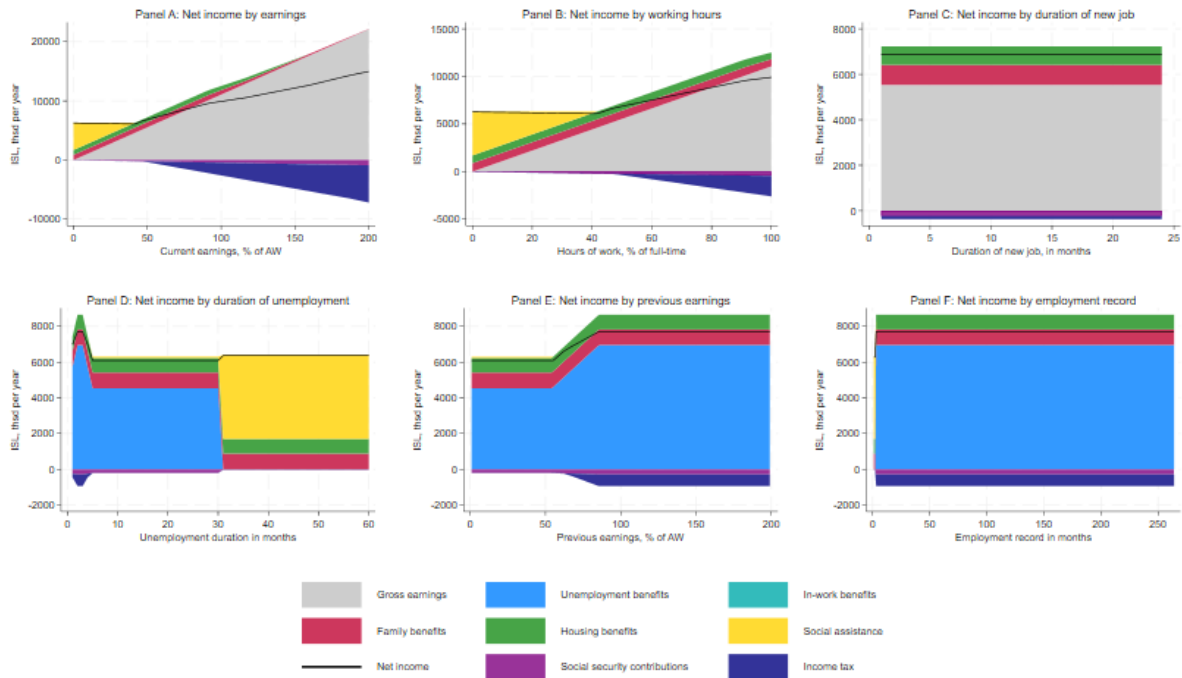 Panel A: Net income by earnings
ISL, thsd per year
20000
10000
0
-10000
0 50 100 150 200
Current earnings, % of AW
Panel B: Net income by working hours
ISL, thsd per year
15000
10000
5000
0
-5000
0 20 40 60 80 100
Hours of work, % of full-time
Panel C: Net income by duration of new job
ISL, thsd per year
8000
6000
4000
2000
0
0 5 10 15 20 25
Duration of new job, in months
Panel D: Net income by duration of unemployment
ISL, thsd per year
8000
6000
4000
2000
0
-2000
0 10 20 30 40 50 60
Unemployment duration in months
Panel E: Net income by previous earnings
ISL, thsd per year
8000
6000
4000
2000
0
-2000
0 50 100 150 200
Previous earnings, % of AW
Panel F: Net income by employment record
ISL, thsd per year
8000
6000
4000
2000
0
-2000
0 50 100 150 200 250
Employment record in months
Gross earnings Unemployment benefits In-work benefits
Family benefits Housing benefits Social assistance
Net income Social security contributions Income tax